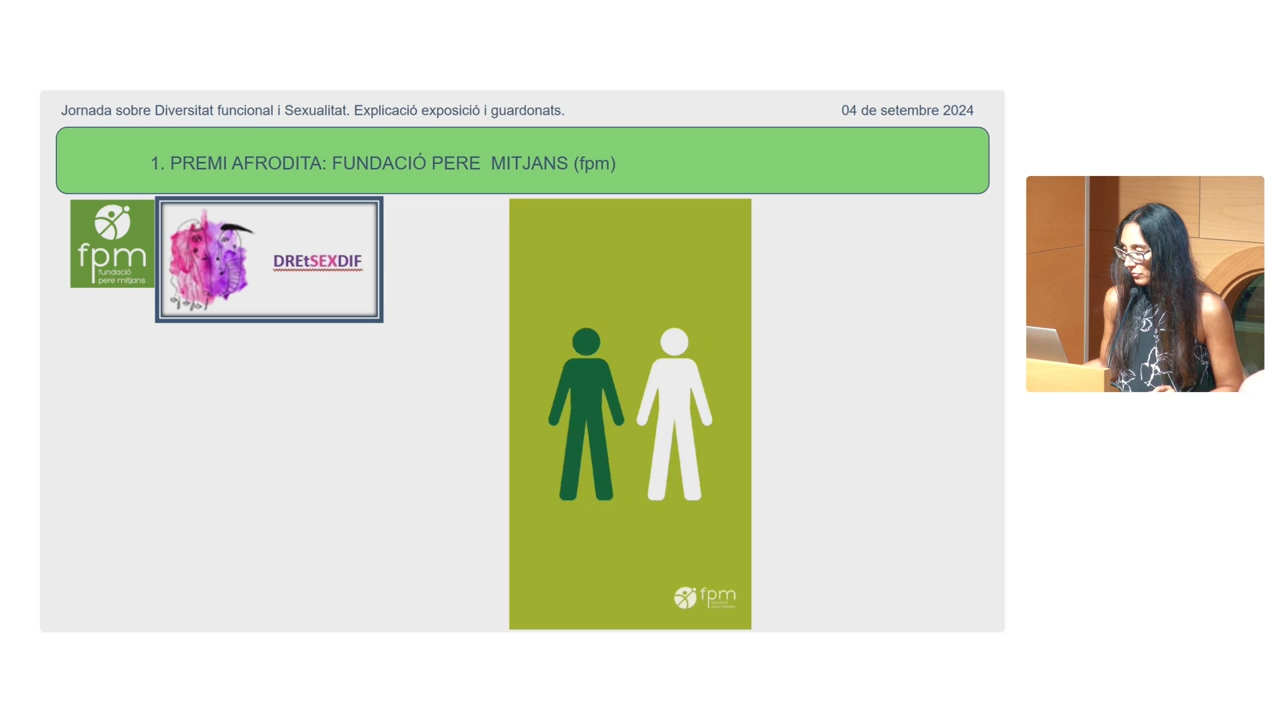 Jornada sobre Diversitat funcional i Sexualitat. Explicació exposició i guardonats.
04 de setembre 2024
1. PREMI AFRODITA: FUNDACIÓ PERE MITJANS (fpm)
fpm
fundació
pere mitjans
DREtSEXDIF
fpm